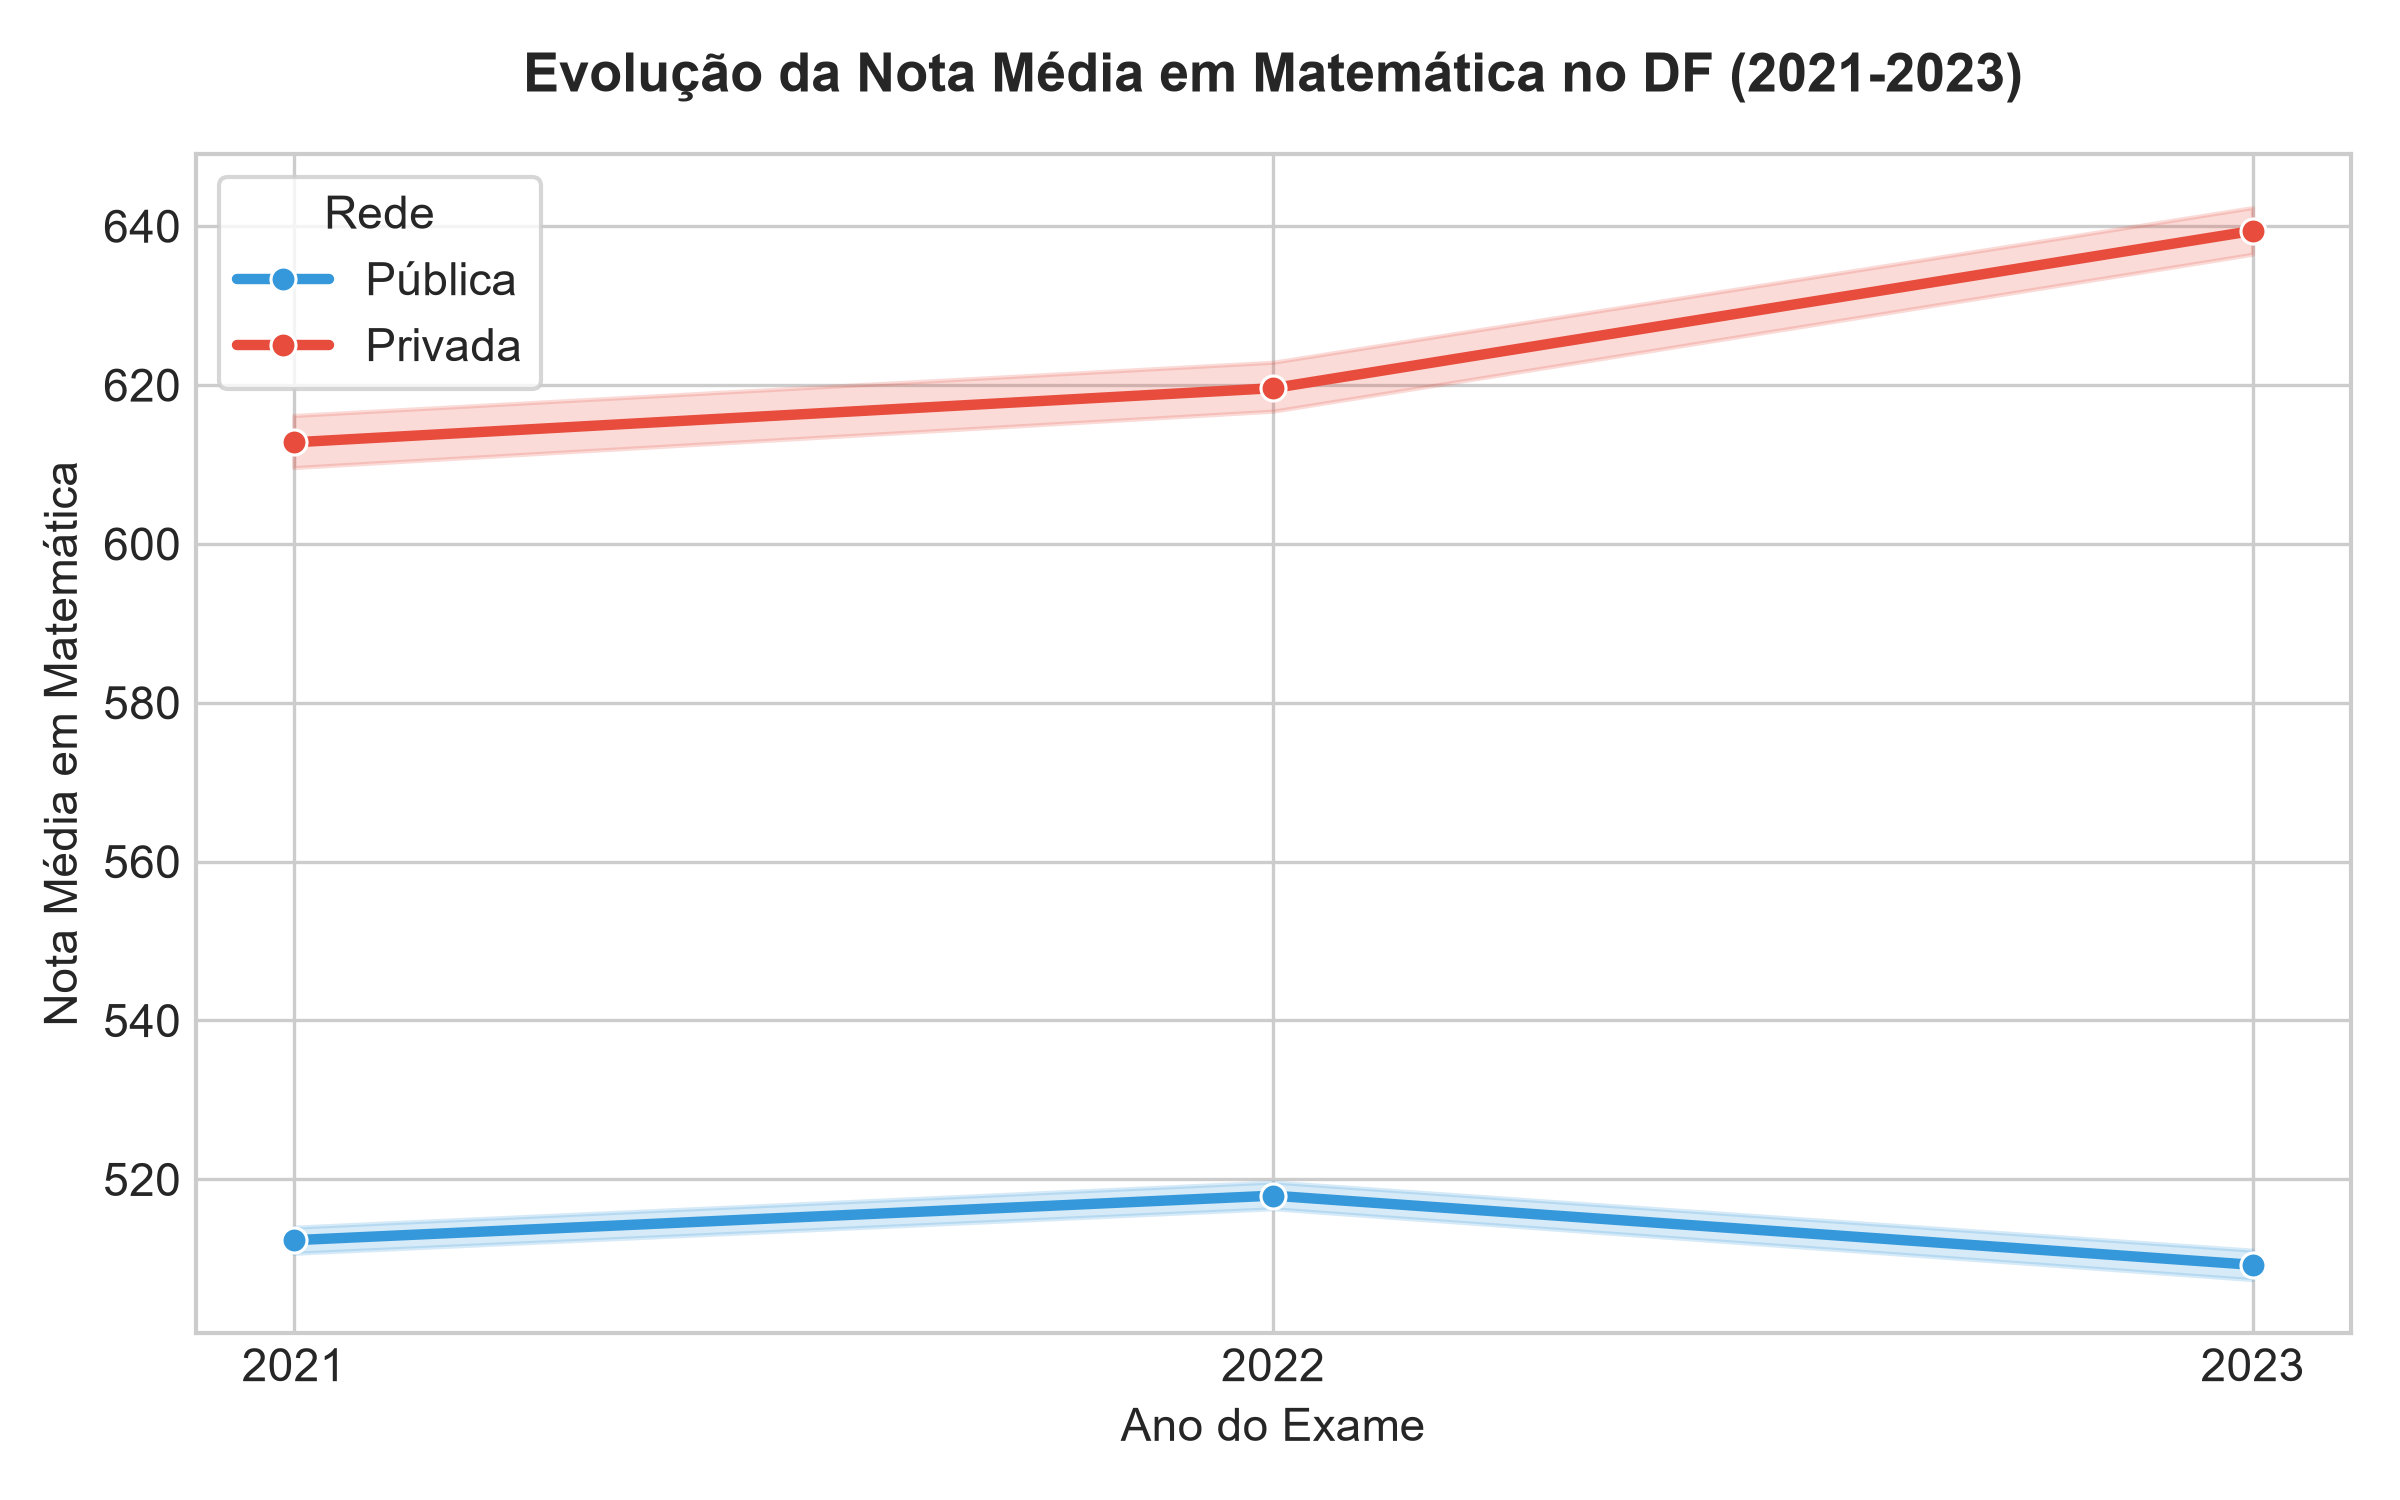 Evolução da Nota Média em Matemática no DF (2021-2023)
Rede
Pública
Privada
640
620
600
580
560
540
520
Nota Média em Matemática
2021
2022
2023
Ano do Exame